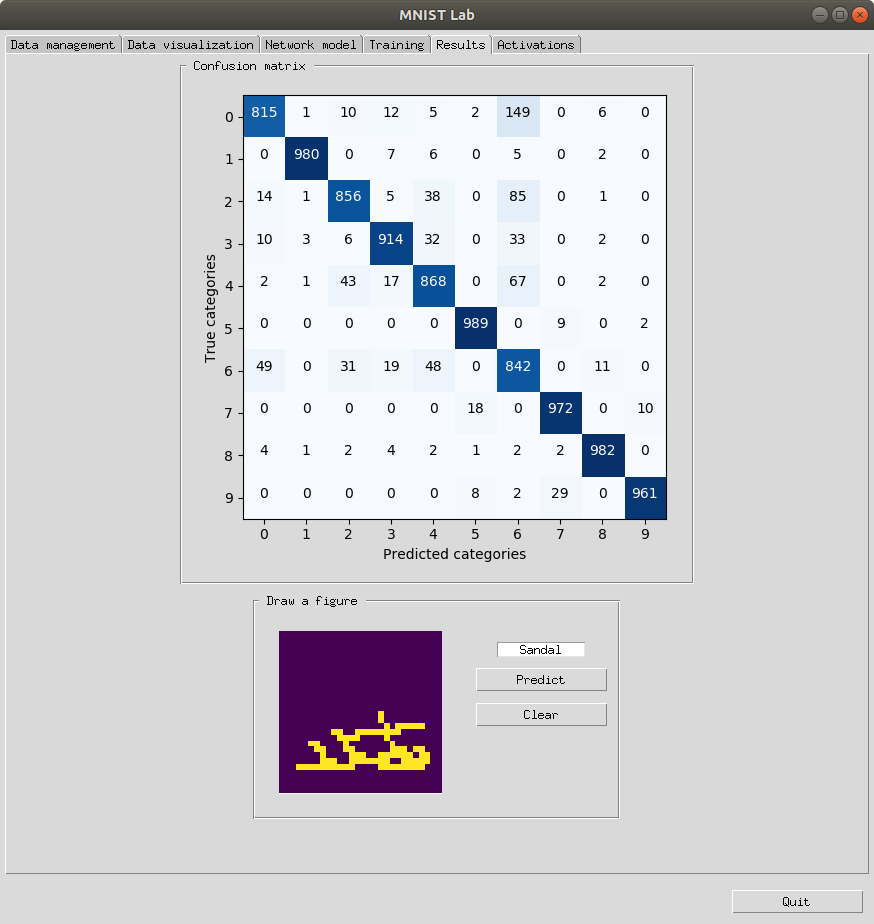 MNIST Lab
Data management Data visualization Network model Training Results Activations
Confusion matrix
0 815 1 10 12 5 2 149 0 6 0
1 0 980 0 7 6 0 5 0 2 0
2 14 1 856 5 38 0 85 0 1 0
3 10 3 6 914 32 0 33 0 2 0
4 2 1 43 17 868 0 67 0 2 0
5 0 0 0 0 0 989 0 9 0 2
6 49 0 31 19 48 0 842 0 11 0
7 0 0 0 0 0 18 0 972 0 10
8 4 1 2 4 2 1 2 2 982 0
9 0 0 0 0 0 8 2 29 0 961
0 1 2 3 4 5 6 7 8 9
True categories
Predicted categories
Draw a figure
Sandal
Predict
Clear
Quit